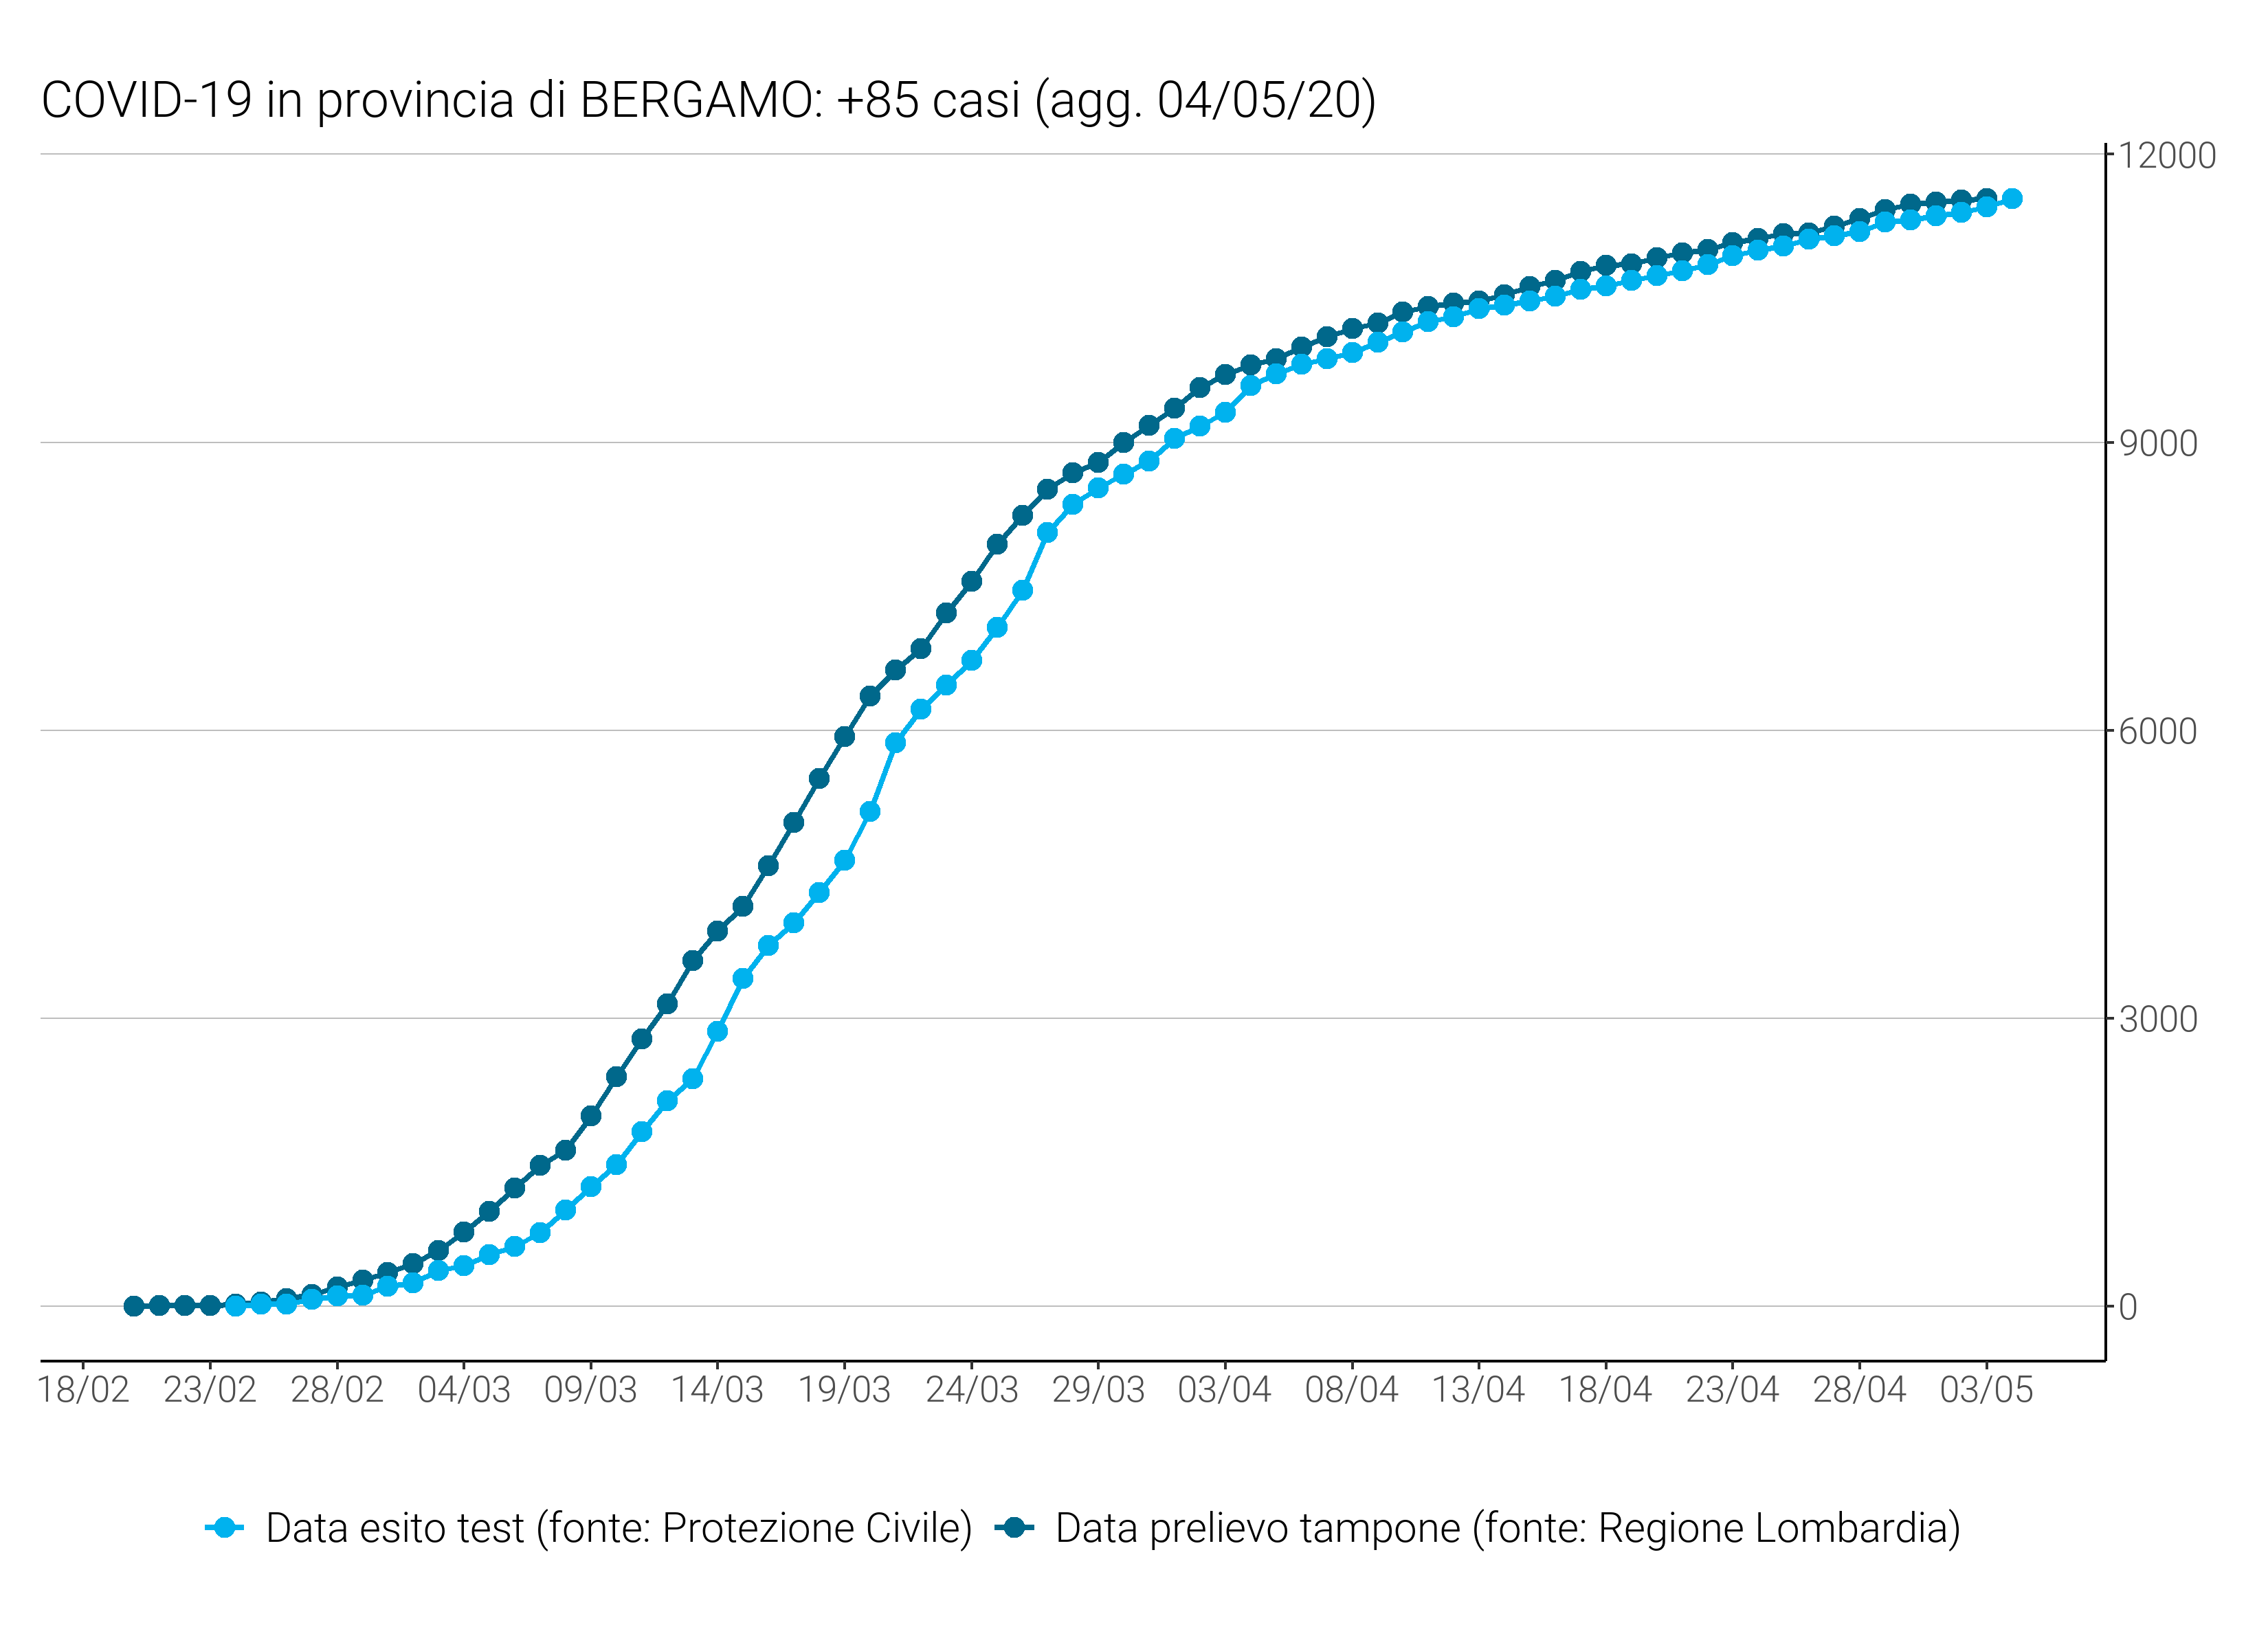 COVID-19 in provincia di BERGAMO: +85 casi (agg. 04/05/20)
12000
9000
6000
3000
0
18/02 23/02 28/02 04/03 09/03 14/03 19/03 24/03 29/03 03/04 08/04 13/04 18/04 23/04 28/04 03/05
Data esito test (fonte: Protezione Civile) Data prelievo tampone (fonte: Regione Lombardia)